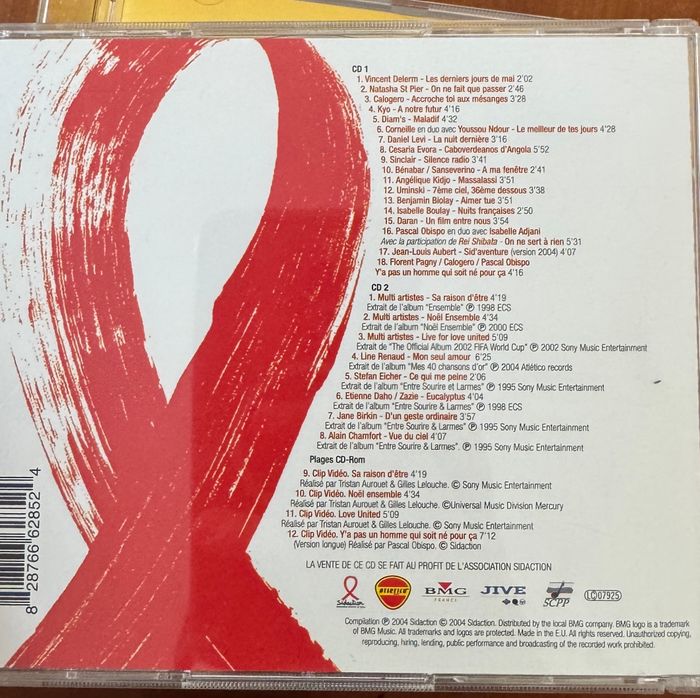 CD 1
1. Vincent Delerm - Les derniers jours de mai 2'02
2. Natasha St Pier - On ne fait que passer 2'46
3. Calogero - Accroche toi aux mésanges 3'28
4. Kyo - A notre futur 4'16
5. Diam's - Maladif 4'32
6. Corneille en duo avec Youssou Ndour - Le meilleur de tes jours 4'28
7. Daniel Levi - La nuit dernière 3'16
8. Cesaria Evora - Caboverdeanos d'Angola 5'52
9. Sinclair - Silence radio 3'41
10. Bénabar / Sanseverino - A ma fenêtre 2'41
11. Angélique Kidjo - Massalassi 3'51
12. Uminski - 7ème ciel, 36ème dessous 3'38
13. Benjamin Biolay - Aimer tue 3'51
14. Isabelle Boulay - Nuits françaises 2'50
15. Daran - Un film entre nous 3'54
16. Pascal Obispo en duo avec Isabelle Adjani
Avec la participation de Rei Shibata - On ne sert à rien 5'31
17. Jean-Louis Aubert - Sid'aventure (version 2004) 4'07
18. Florent Pagny / Calogero / Pascal Obispo
Y'a pas un homme qui soit né pour ça 4'16
CD 2
1. Multi artistes - Sa raison d'être 4'19
Extrait de l'album "Ensemble" ℗ 1998 ECS
2. Multi artistes - Noël Ensemble 4'34
Extrait de l'album "Noël Ensemble" ℗ 2000 ECS
3. Multi artistes - Live for love united 5'09
Extrait de "The Official Album 2002 FIFA World Cup" ℗ 2002 Sony Music Entertainment
4. Line Renaud - Mon seul amour 6'25
Extrait de l'album "Mes 40 chansons d'or" ℗ 2004 Atlético records
5. Stefan Eicher - Ce qui me peine 2'06
Extrait de l'album "Entre Sourire et Larmes" ℗ 1995 Sony Music Entertainment
6. Etienne Daho / Zazie - Eucalyptus 4'04
Extrait de l'album "Entre Sourire & Larmes" ℗ 1998 ECS
7. Jane Birkin - D'un geste ordinaire 3'57
Extrait de l'album "Entre Sourire & Larmes" ℗ 1995 Sony Music Entertainment
8. Alain Chamfort - Vue du ciel 4'07
Extrait de l'album "Entre Sourire & Larmes". ℗ 1995 Sony Music Entertainment
Plages CD-Rom
9. Clip Vidéo. Sa raison d'être 4'19
Réalisé par Tristan Aurouet & Gilles Lelouche. © Sony Music Entertainment
10. Clip Vidéo. Noël ensemble 4'34
Réalisé par Tristan Aurouet & Gilles Lelouche. ©Universal Music Division Mercury
11. Clip Vidéo. Love United 5'09
Réalisé par Tristan Aurouet & Gilles Lelouche. © Sony Music Entertainment
12. Clip Vidéo. Y'a pas un homme qui soit né pour ça 7'12
(Version longue) Réalisé par Pascal Obispo. © Sidaction
LA VENTE DE CE CD SE FAIT AU PROFIT DE L'ASSOCIATION SIDACTION
Sidaction
atletico
BMG
FRANCE
JIVE
SCPP
LC07925
Compilation ℗ 2004 Sidaction © 2004 Sidaction. Distributed by the local BMG company. BMG logo is a trademark
of BMG Music. All trademarks and logos are protected. Made in the E.U. All rights reserved. Unauthorized copying,
reproducing, hiring, lending, public performance and broadcasting of the recorded work prohibited.
8 28766 62852 4